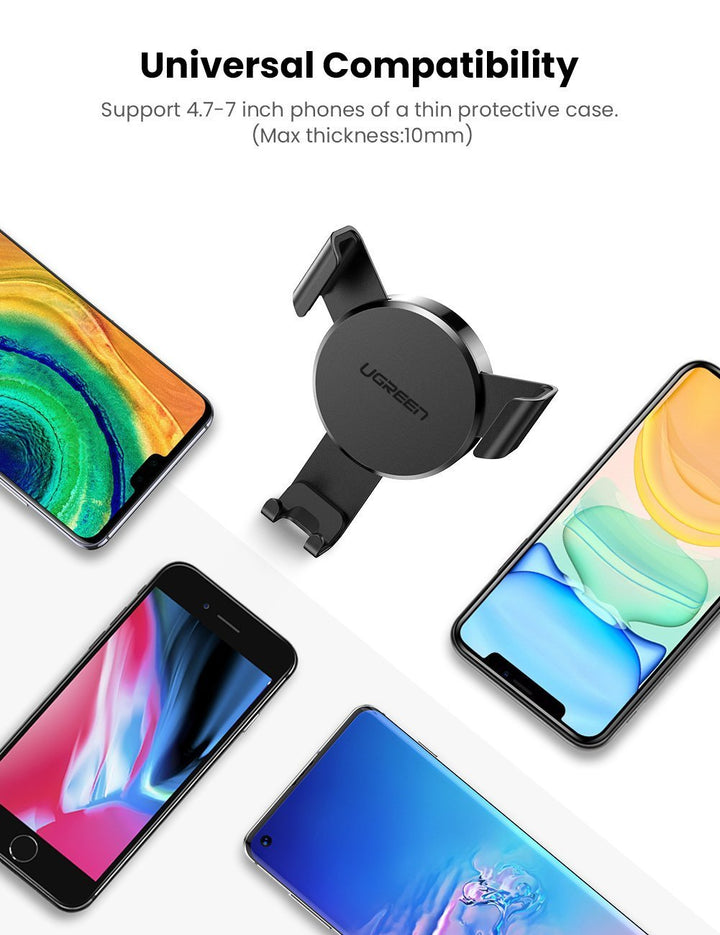 Universal Compatibility
Support 4.7-7 inch phones of a thin protective case.
(Max thickness:10mm)
UGREEN